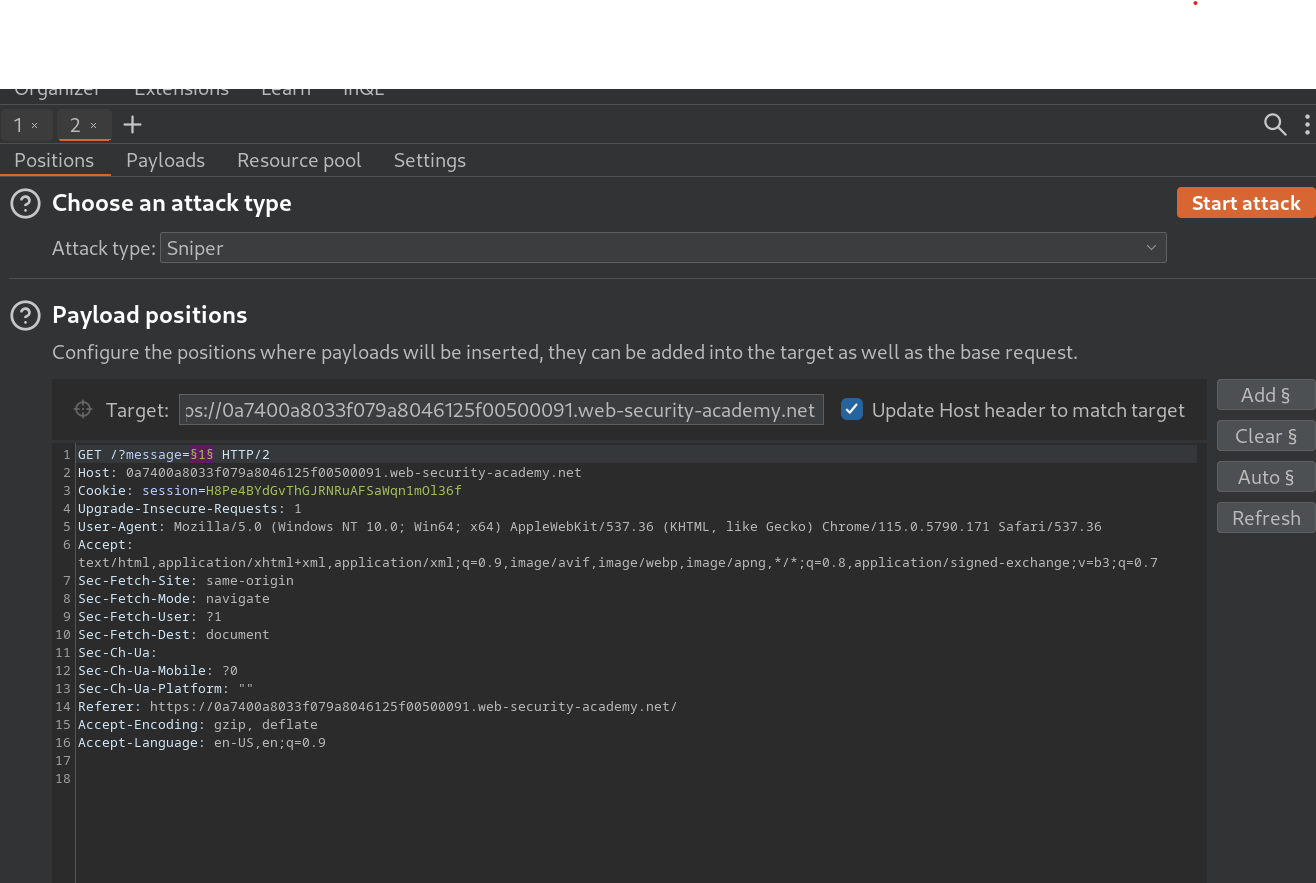 Organizer Extensions Learn InQL
1 × 2 × +
Positions Payloads Resource pool Settings
? Choose an attack type Start attack
Attack type: Sniper
? Payload positions
Configure the positions where payloads will be inserted, they can be added into the target as well as the base request.
Target: ps://0a7400a8033f079a8046125f00500091.web-security-academy.net Update Host header to match target
Add §
Clear §
Auto §
Refresh
1 GET /?message=§1§ HTTP/2
2 Host: 0a7400a8033f079a8046125f00500091.web-security-academy.net
3 Cookie: session=H8Pe4BYdGvThGJRNRuAFSaWqn1mOl36f
4 Upgrade-Insecure-Requests: 1
5 User-Agent: Mozilla/5.0 (Windows NT 10.0; Win64; x64) AppleWebKit/537.36 (KHTML, like Gecko) Chrome/115.0.5790.171 Safari/537.36
6 Accept:
text/html,application/xhtml+xml,application/xml;q=0.9,image/avif,image/webp,image/apng,*/*;q=0.8,application/signed-exchange;v=b3;q=0.7
7 Sec-Fetch-Site: same-origin
8 Sec-Fetch-Mode: navigate
9 Sec-Fetch-User: ?1
10 Sec-Fetch-Dest: document
11 Sec-Ch-Ua:
12 Sec-Ch-Ua-Mobile: ?0
13 Sec-Ch-Ua-Platform: ""
14 Referer: https://0a7400a8033f079a8046125f00500091.web-security-academy.net/
15 Accept-Encoding: gzip, deflate
16 Accept-Language: en-US,en;q=0.9
17
18